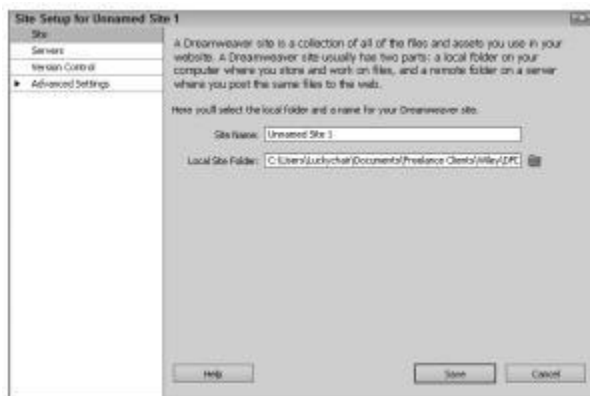 Site Setup for Unnamed Site 1
Site
Servers
Version Control
Advanced Settings
A Dreamweaver site is a collection of all of the files and assets you use in your
website. A Dreamweaver site usually has two parts: a local folder on your
computer where you store and work on files, and a remote folder on a server
where you post the same files to the web.
Here you'll select the local folder and a name for your Dreamweaver site.
Site Name: Unnamed Site 1
Local Site Folder: C:\Users\Luckychair\Documents\Freelance Clients\Wiley\DFD
Help
Save
Cancel